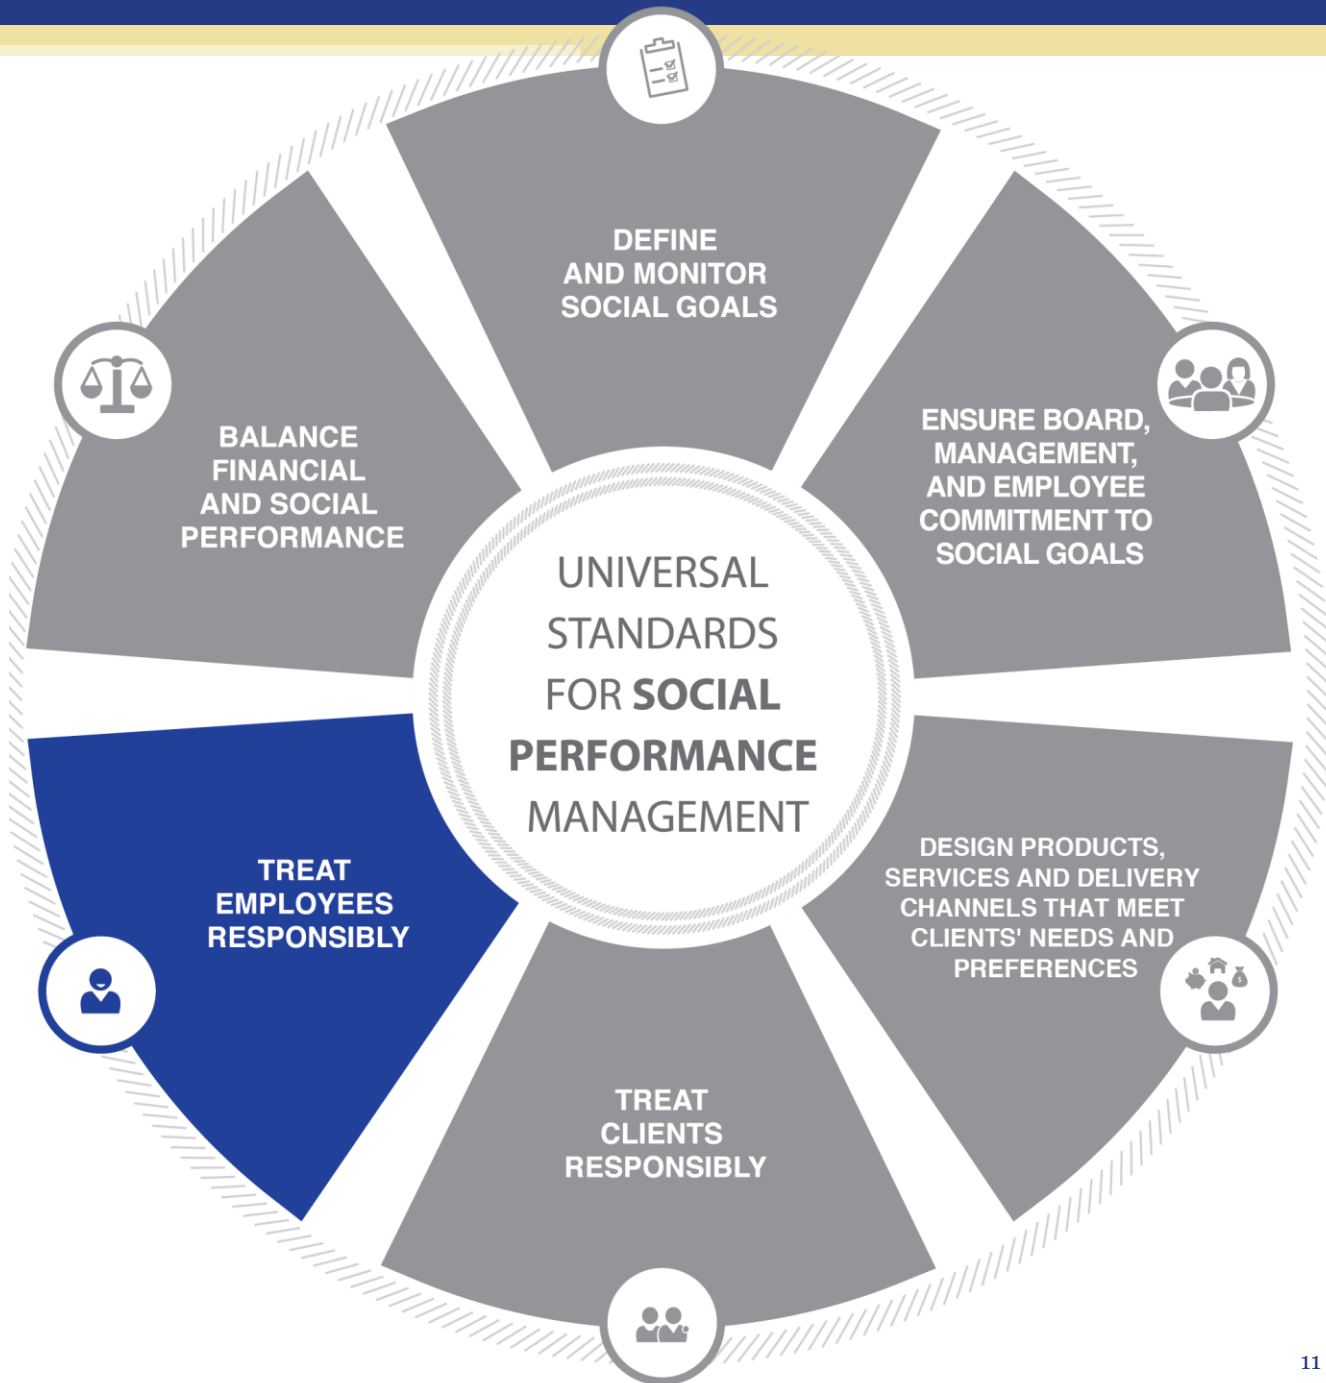 DEFINE
AND MONITOR
SOCIAL GOALS
ENSURE BOARD,
MANAGEMENT,
AND EMPLOYEE
COMMITMENT TO
SOCIAL GOALS
BALANCE
FINANCIAL
AND SOCIAL
PERFORMANCE
UNIVERSAL
STANDARDS
FOR SOCIAL
PERFORMANCE
MANAGEMENT
DESIGN PRODUCTS,
SERVICES AND DELIVERY
CHANNELS THAT MEET
CLIENTS' NEEDS AND
PREFERENCES
TREAT
EMPLOYEES
RESPONSIBLY
TREAT
CLIENTS
RESPONSIBLY
$
11